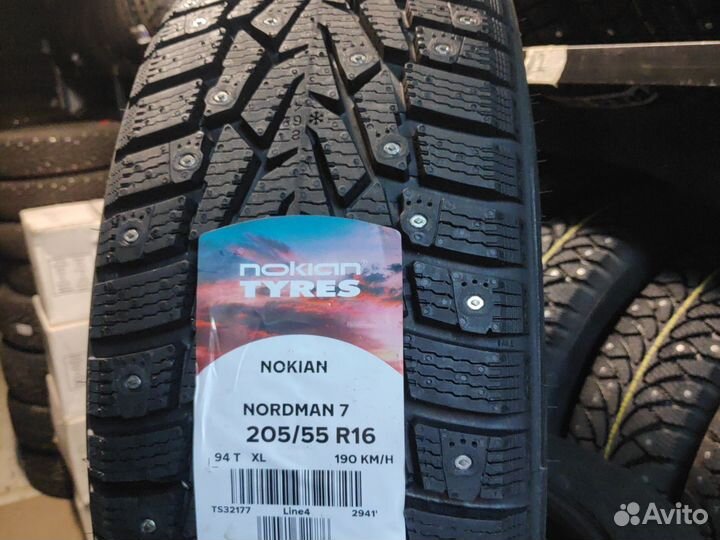 nokian
TYRES
NOKIAN
NORDMAN 7
205/55 R16
94 T XL 190 KM/H
TS32177 Line4 2941'
Avito